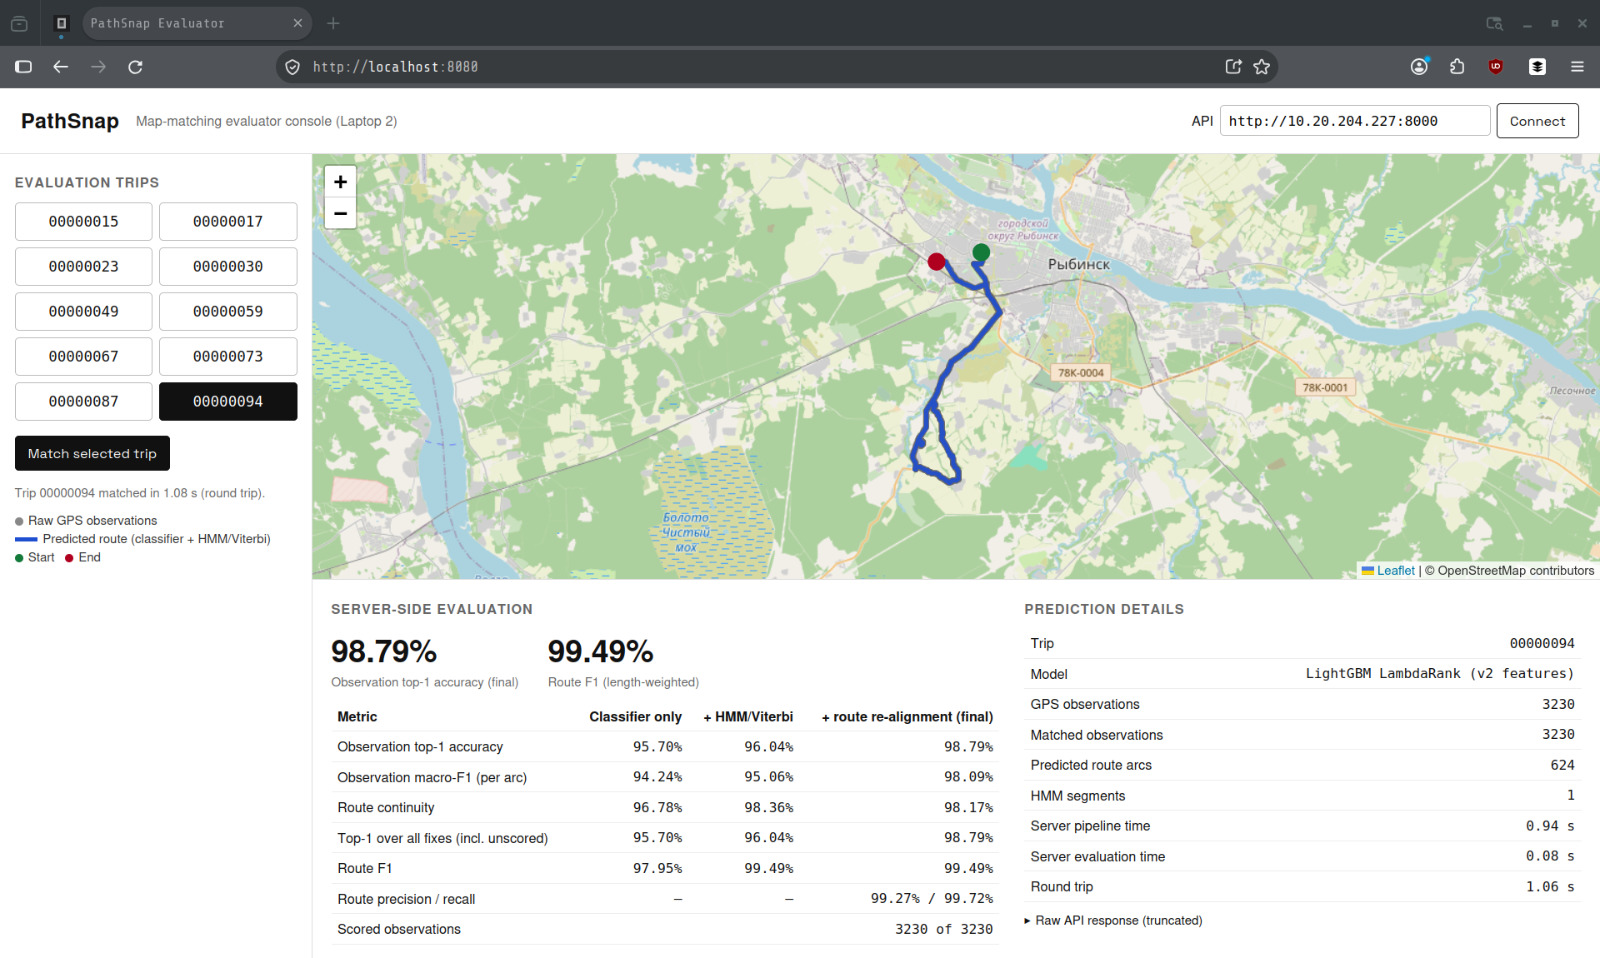 PathSnap Evaluator
http://localhost:8080
PathSnap Map-matching evaluator console (Laptop 2)
API http://10.20.204.227:8000 Connect
EVALUATION TRIPS
00000015 00000017
00000023 00000030
00000049 00000059
00000067 00000073
00000087 00000094
Match selected trip
Trip 00000094 matched in 1.08 s (round trip).
Raw GPS observations
Predicted route (classifier + HMM/Viterbi)
Start End
+
−
городской
округ Рыбинск
Рыбинск
78К-0004
78К-0001
Песочное
Болото
Чистый
мох
Leaflet | © OpenStreetMap contributors
SERVER-SIDE EVALUATION
98.79% 99.49%
Observation top-1 accuracy (final) Route F1 (length-weighted)
Metric Classifier only + HMM/Viterbi + route re-alignment (final)
Observation top-1 accuracy 95.70% 96.04% 98.79%
Observation macro-F1 (per arc) 94.24% 95.06% 98.09%
Route continuity 96.78% 98.36% 98.17%
Top-1 over all fixes (incl. unscored) 95.70% 96.04% 98.79%
Route F1 97.95% 99.49% 99.49%
Route precision / recall – – 99.27% / 99.72%
Scored observations 3230 of 3230
PREDICTION DETAILS
Trip 00000094
Model LightGBM LambdaRank (v2 features)
GPS observations 3230
Matched observations 3230
Predicted route arcs 624
HMM segments 1
Server pipeline time 0.94 s
Server evaluation time 0.08 s
Round trip 1.06 s
▸ Raw API response (truncated)